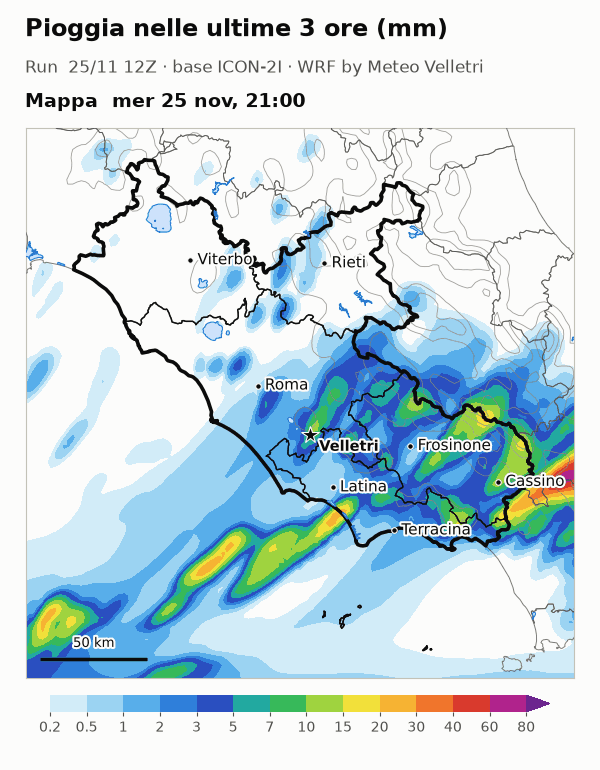 Pioggia nelle ultime 3 ore (mm)
Run 25/11 12Z · base ICON-2I · WRF by Meteo Velletri
Mappa mer 25 nov, 21:00
Viterbo
Rieti
Roma
Velletri
Frosinone
Latina
Cassino
Terracina
50 km
0.2 0.5 1 2 3 5 7 10 15 20 30 40 60 80